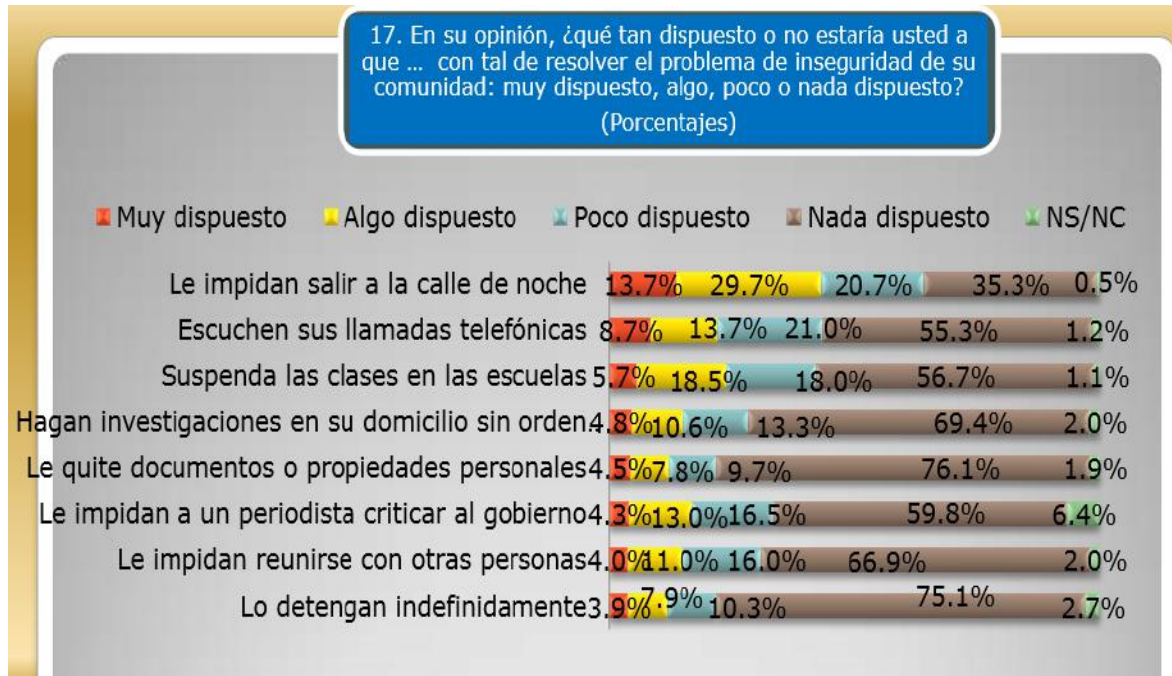 17. En su opinión, ¿qué tan dispuesto o no estaría usted a
que ... con tal de resolver el problema de inseguridad de su
comunidad: muy dispuesto, algo, poco o nada dispuesto?
(Porcentajes)
Muy dispuesto Algo dispuesto Poco dispuesto Nada dispuesto NS/NC
Le impidan salir a la calle de noche 13.7% 29.7% 20.7% 35.3% 0.5%
Escuchen sus llamadas telefónicas 8.7% 13.7% 21.0% 55.3% 1.2%
Suspenda las clases en las escuelas 5.7% 18.5% 18.0% 56.7% 1.1%
Hagan investigaciones en su domicilio sin orden 4.8% 10.6% 13.3% 69.4% 2.0%
Le quite documentos o propiedades personales 4.5% 7.8% 9.7% 76.1% 1.9%
Le impidan a un periodista criticar al gobierno 4.3% 13.0% 16.5% 59.8% 6.4%
Le impidan reunirse con otras personas 4.0% 11.0% 16.0% 66.9% 2.0%
Lo detengan indefinidamente 3.9% 7.9% 10.3% 75.1% 2.7%